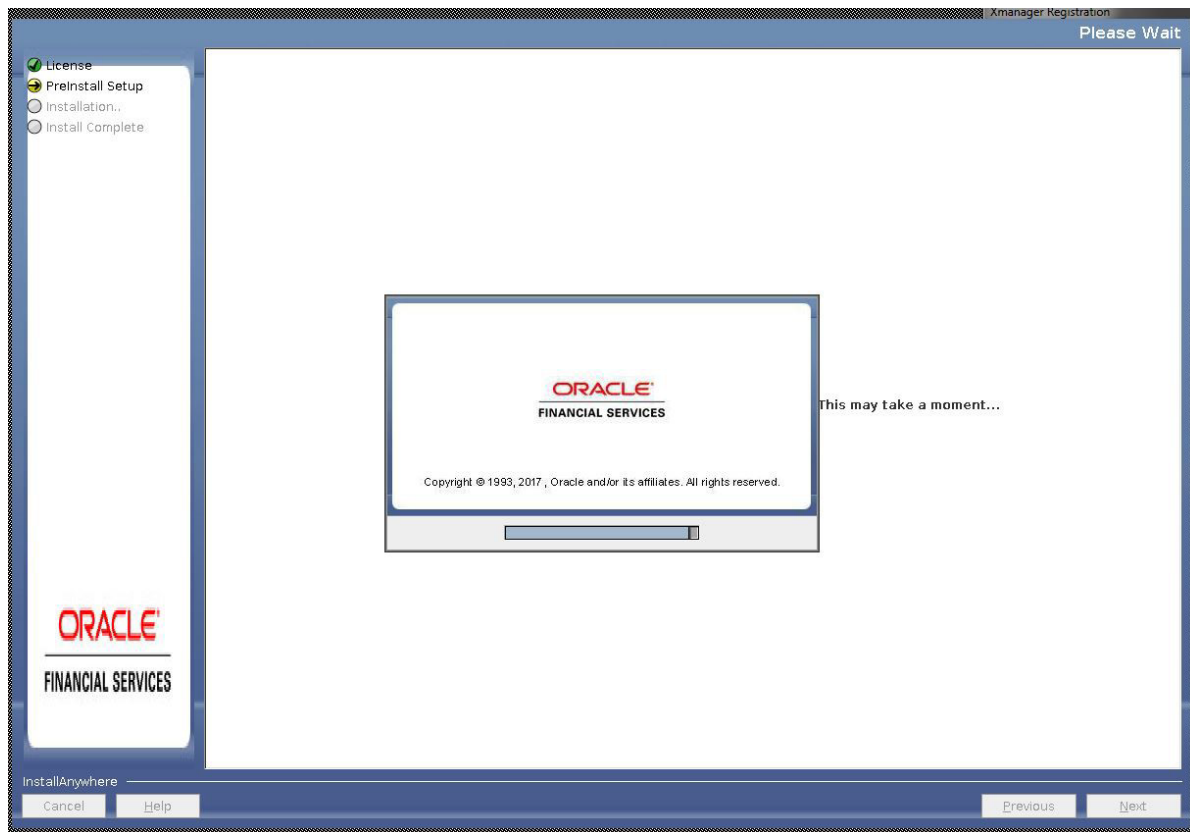 Xmanager Registration
Please Wait
License
PreInstall Setup
Installation..
Install Complete
ORACLE'
FINANCIAL SERVICES
This may take a moment...
Copyright © 1993, 2017 , Oracle and/or its affiliates. All rights reserved.
ORACLE'
FINANCIAL SERVICES
InstallAnywhere
Cancel
Help
Previous
Next